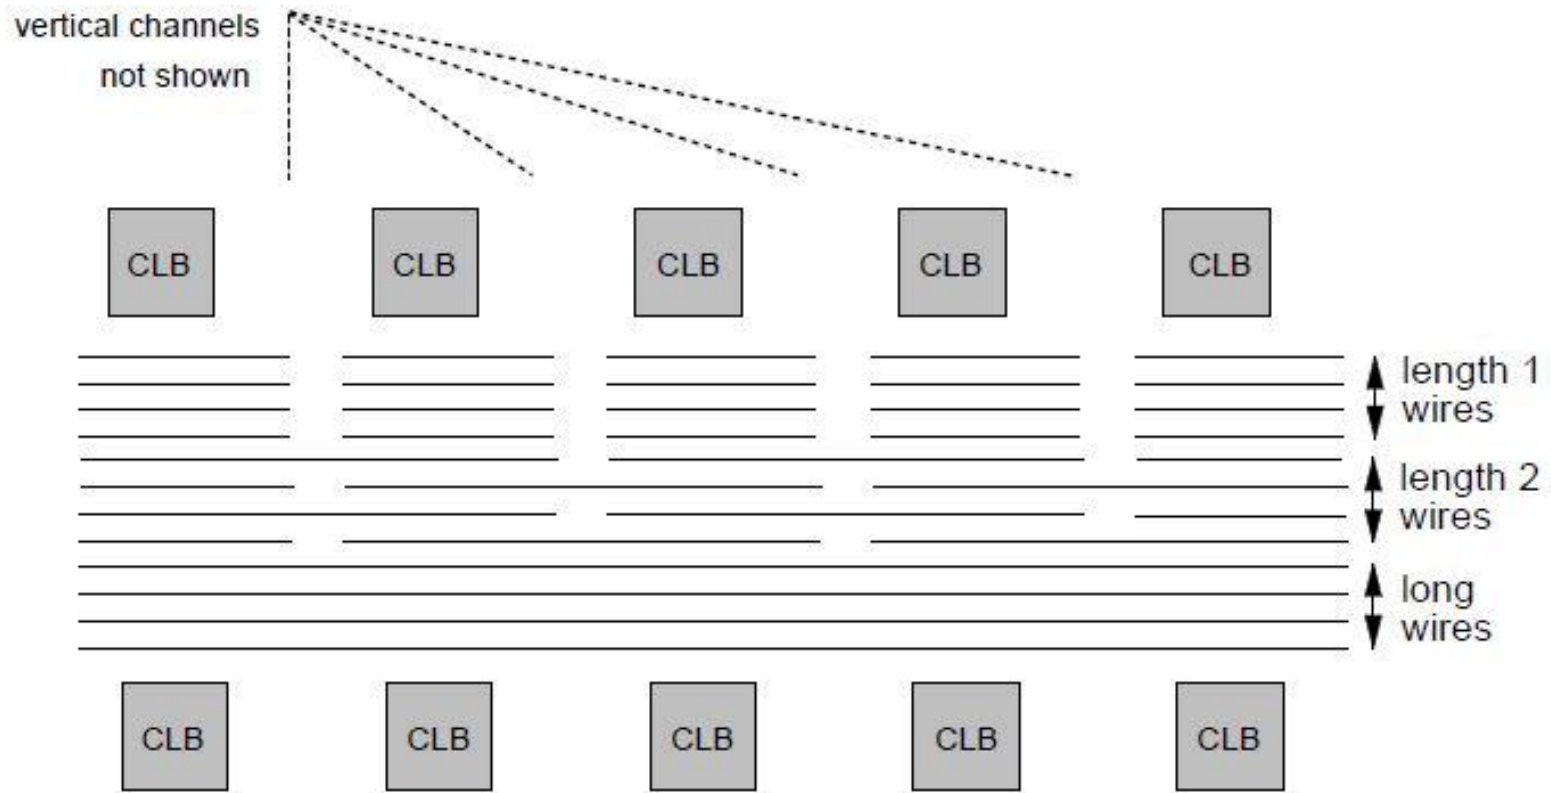 vertical channels
not shown
CLB CLB CLB CLB CLB
length 1
wires
length 2
wires
long
wires
CLB CLB CLB CLB CLB